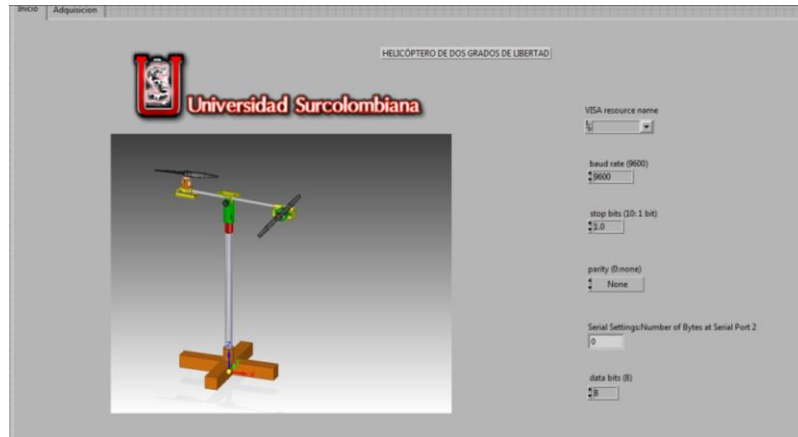 Inicio
Adquisicion
HELICÓPTERO DE DOS GRADOS DE LIBERTAD
Universidad Surcolombiana
VISA resource name
baud rate (9600)
9600
stop bits (10: 1 bit)
1.0
parity (0:none)
None
Serial Settings:Number of Bytes at Serial Port 2
0
data bits (8)
8